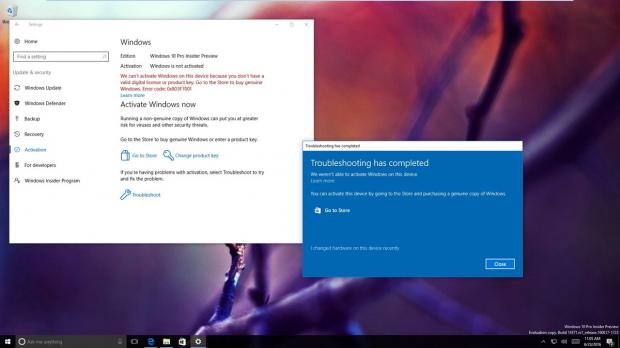 Settings
Home
Find a setting
Update & security
Windows Update
Windows Defender
Backup
Recovery
Activation
For developers
Windows Insider Program
Windows
Edition Windows 10 Pro Insider Preview
Activation Windows is not activated
We can't activate Windows on this device because you don't have a
valid digital license or product key. Go to the Store to buy genuine
Windows. Error code: 0x803F7001
Learn more
Activate Windows now
Running a non-genuine copy of Windows can put you at
greater risk for viruses and other security threats.
Go to the Store to buy genuine Windows or enter a product key.
Go to Store Change product key
If you're having problems with activation, select Troubleshoot to try
and fix the problem.
Troubleshoot
Troubleshooting has completed
Troubleshooting has completed
We weren't able to activate Windows on this device
Learn more
You can activate this device by going to the Store and purchasing a genuine copy of Windows.
Go to Store
I changed hardware on this device recently
Close
Windows 10 Pro Insider Preview
Evaluation copy. Build 14371.rs1_release.160617-1723
Ask me anything
11:05 AM
6/23/2016